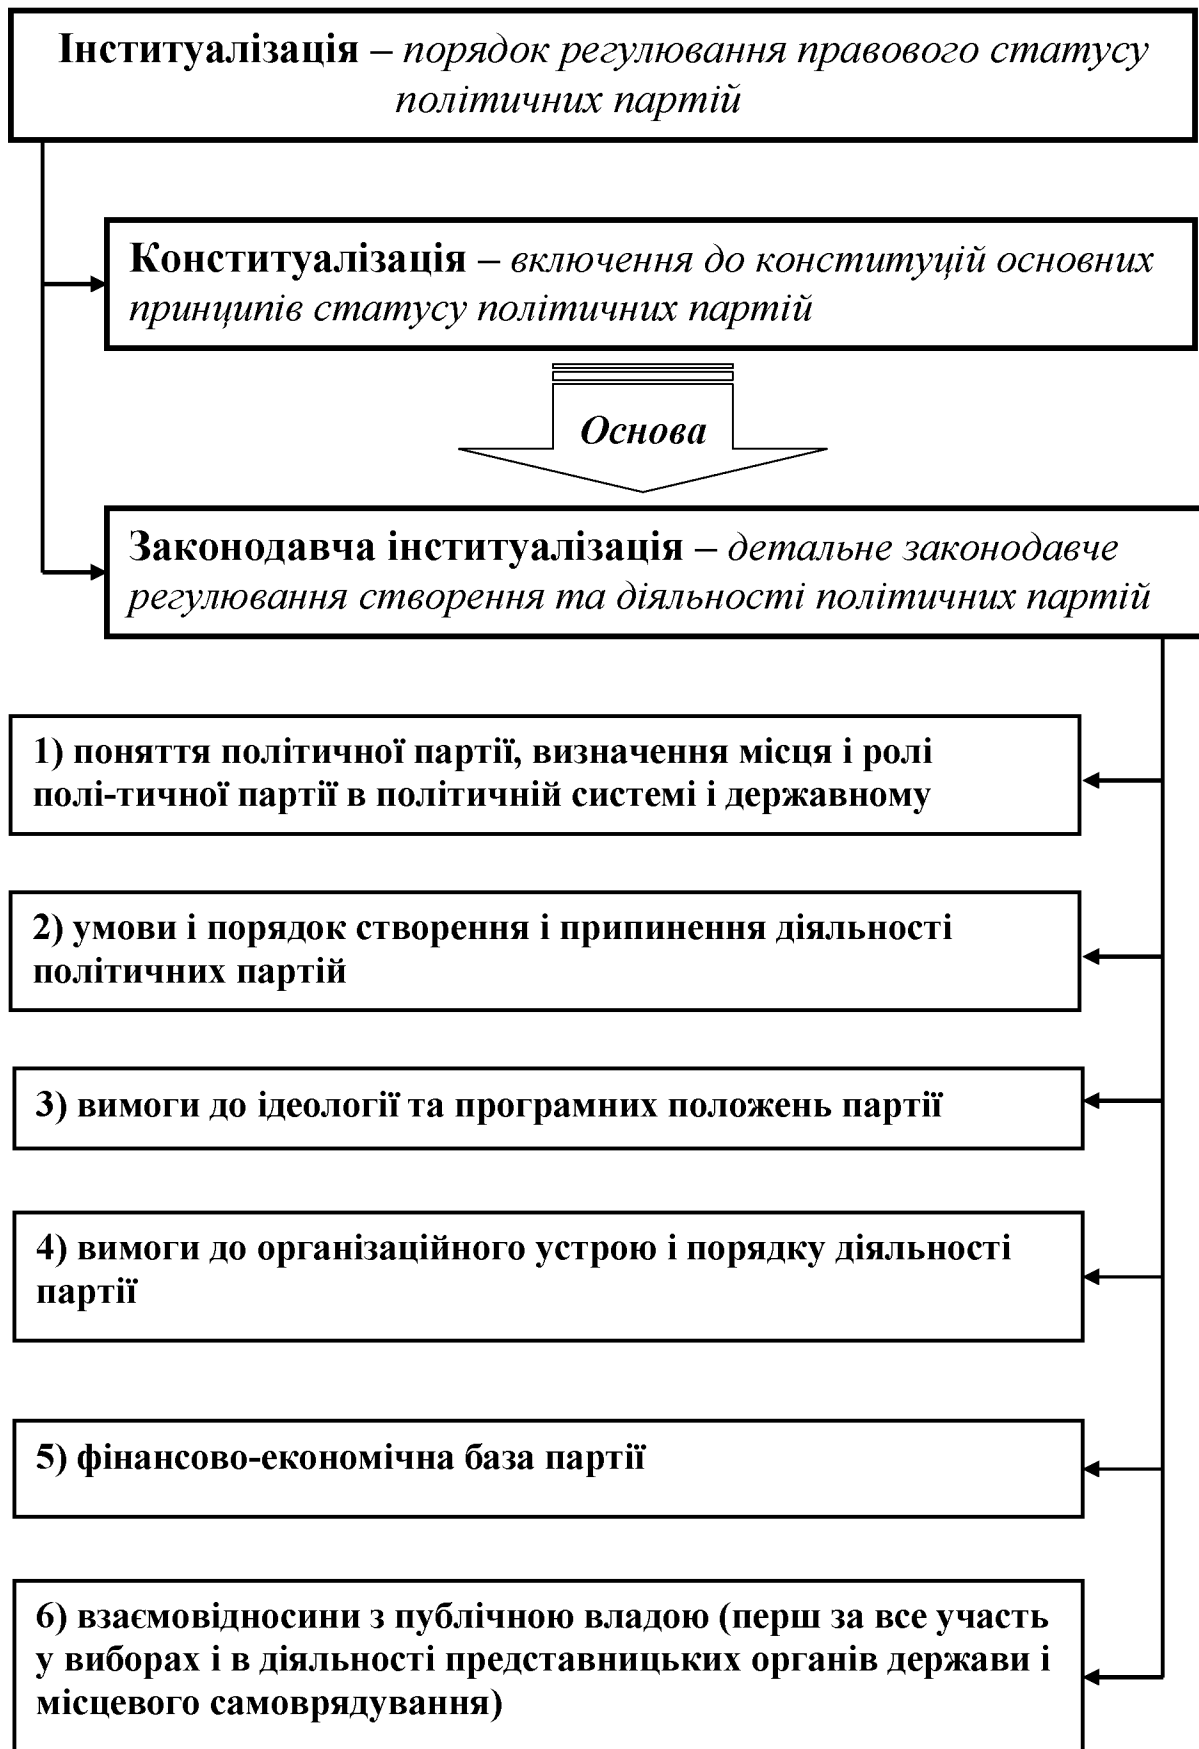 Інституалізація – порядок регулювання правового статусу
політичних партій
Конституалізація – включення до конституцій основних
принципів статусу політичних партій
Основа
Законодавча інституалізація – детальне законодавче
регулювання створення та діяльності політичних партій
1) поняття політичної партії, визначення місця і ролі
полі-тичної партії в політичній системі і державному
2) умови і порядок створення і припинення діяльності
політичних партій
3) вимоги до ідеології та програмних положень партії
4) вимоги до організаційного устрою і порядку діяльності
партії
5) фінансово-економічна база партії
6) взаємовідносини з публічною владою (перш за все участь
у виборах і в діяльності представницьких органів держави і
місцевого самоврядування)